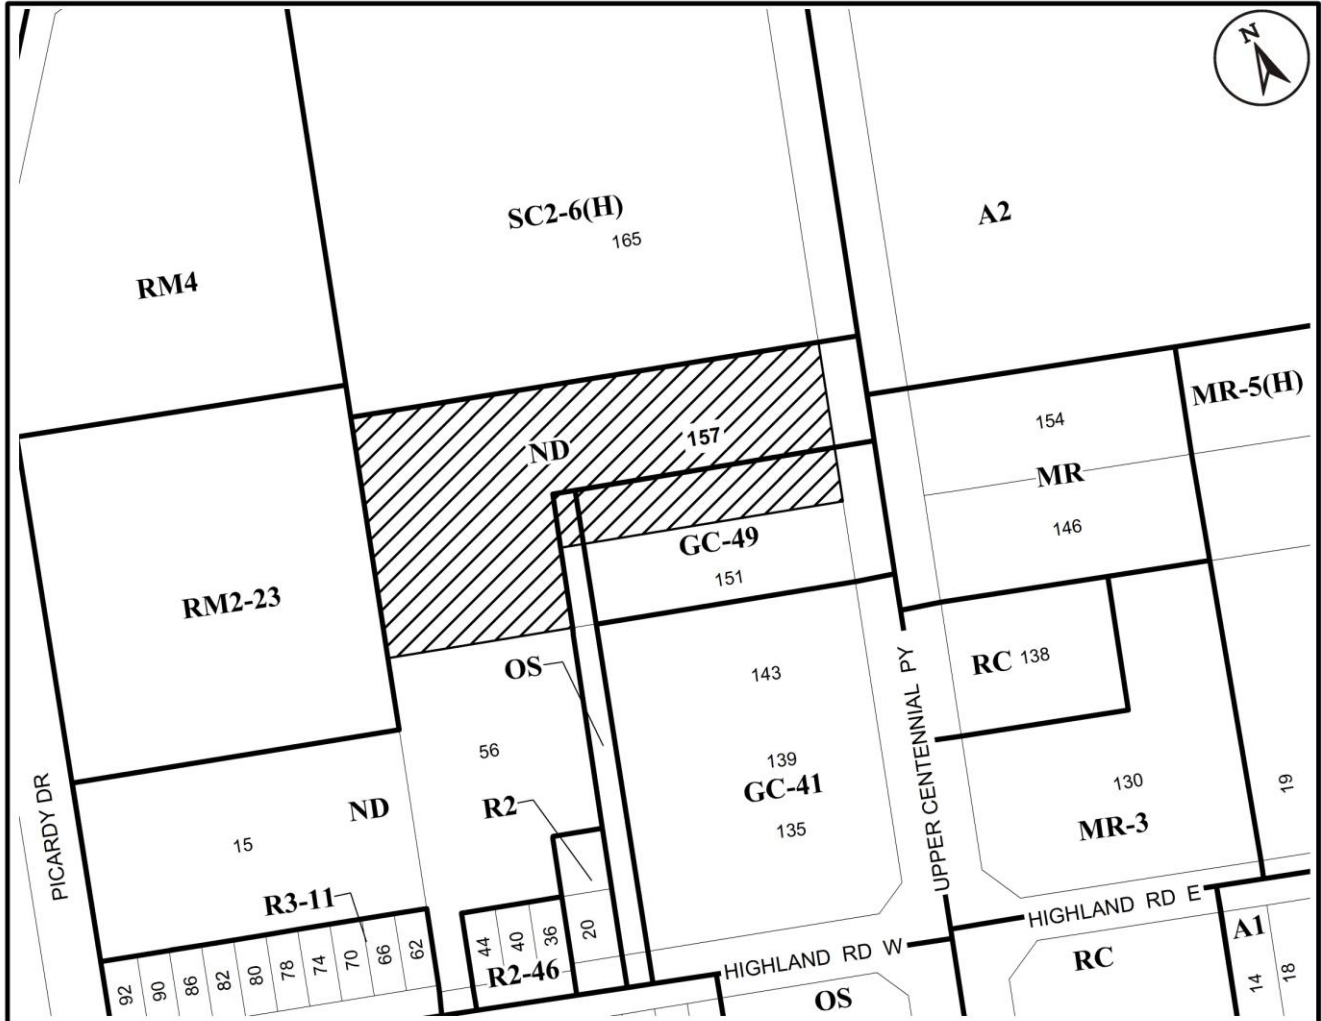 N
SC2-6(H)
165
A2
RM4
MR-5(H)
154
157
ND
MR
146
GC-49
151
RM2-23
RC 138
OS
143
UPPER CENTENNIAL PY
56
139
GC-41
130
19
R2
ND
15
135
MR-3
PICARDY DR
R3-11
HIGHLAND RD E
A1
92
90
86
82
80
78
74
70
66
62
44
40
36
20
R2-46
HIGHLAND RD W
RC
14
18
OS